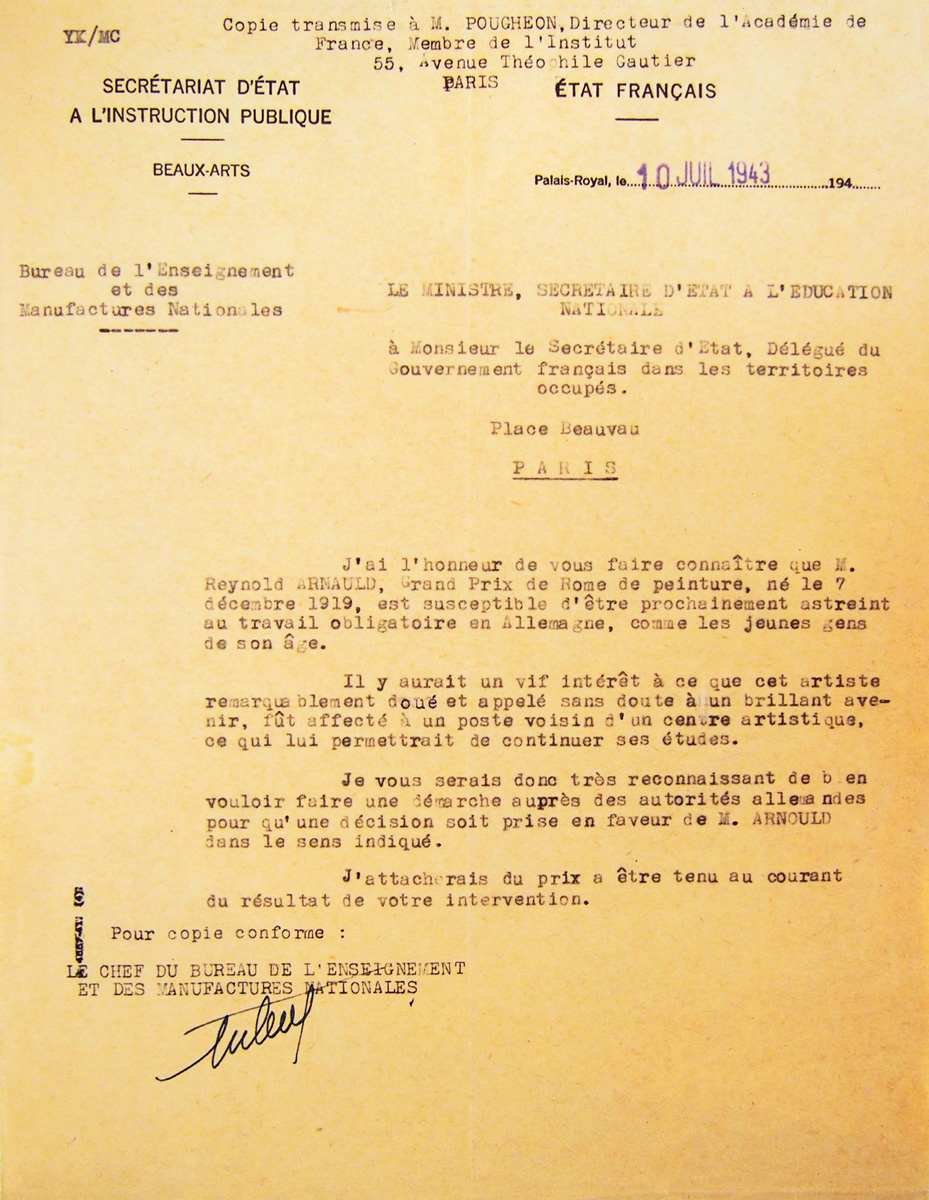 YK/MC
Copie transmise à M. POUGHEON, Directeur de l'Académie de
France, Membre de l'Institut
55, Avenue Théophile Gautier
PARIS
SECRÉTARIAT D'ÉTAT
A L'INSTRUCTION PUBLIQUE
BEAUX-ARTS
ÉTAT FRANÇAIS
Palais-Royal, le 10 JUIL 1943 194
Bureau de l'Enseignement
et des
Manufactures Nationales
LE MINISTRE, SECRETAIRE D'ETAT A L'EDUCATION
NATIONALE
à Monsieur le Secrétaire d'Etat, Délégué du
Gouvernement français dans les territoires
occupés.
Place Beauvau
P A R I S
J'ai l'honneur de vous faire connaître que M.
Reynold ARNAULD, Grand Prix de Rome de peinture, né le 7
décembre 1919, est susceptible d'être prochainement astreint
au travail obligatoire en Allemagne, comme les jeunes gens
de son âge.
Il y aurait un vif intérêt à ce que cet artiste
remarquablement doué et appelé sans doute à un brillant ave-
nir, fût affecté à un poste voisin d'un centre artistique,
ce qui lui permettrait de continuer ses études.
Je vous serais donc très reconnaissant de b en
vouloir faire une démarche auprès des autorités allemandes
pour qu'une décision soit prise en faveur de M. ARNOULD
dans le sens indiqué.
J'attacherais du prix a être tenu au courant
du résultat de votre intervention.
Pour copie conforme :
LE CHEF DU BUREAU DE L'ENSEIGNEMENT
ET DES MANUFACTURES NATIONALES